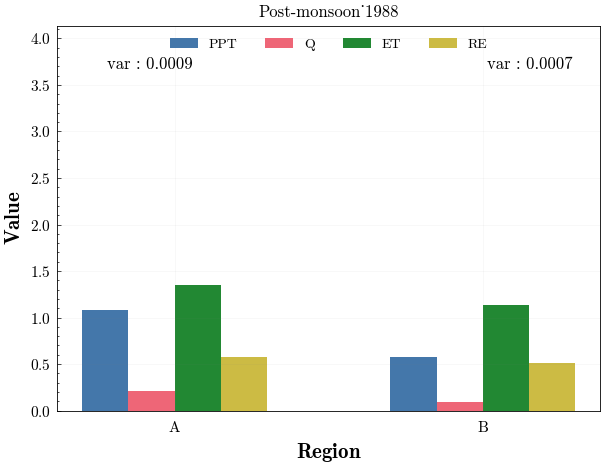 Post-monsoon˙1988
PPT Q ET RE
var : 0.0009 var : 0.0007
4.0
3.5
3.0
2.5
2.0
1.5
1.0
0.5
0.0
Value
A B
Region